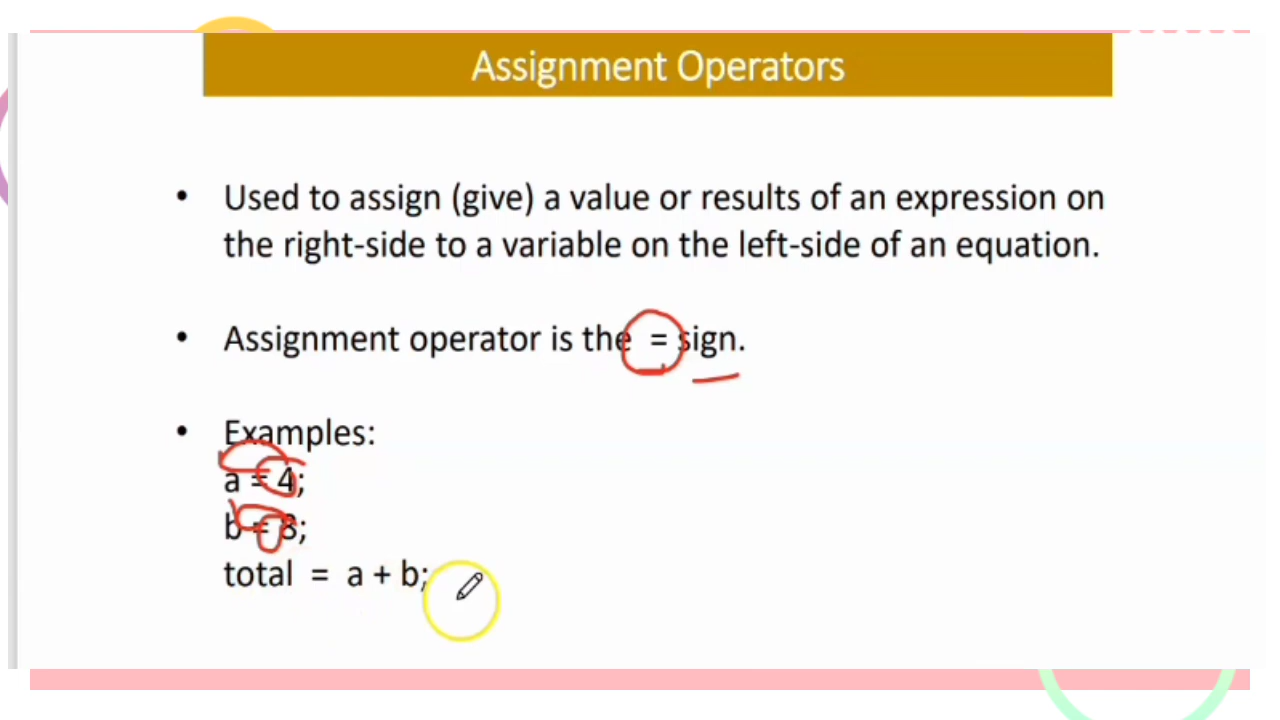 Assignment Operators
• Used to assign (give) a value or results of an expression on
the right-side to a variable on the left-side of an equation.
• Assignment operator is the = sign.
• Examples:
a = 4;
b = 8;
total = a + b;